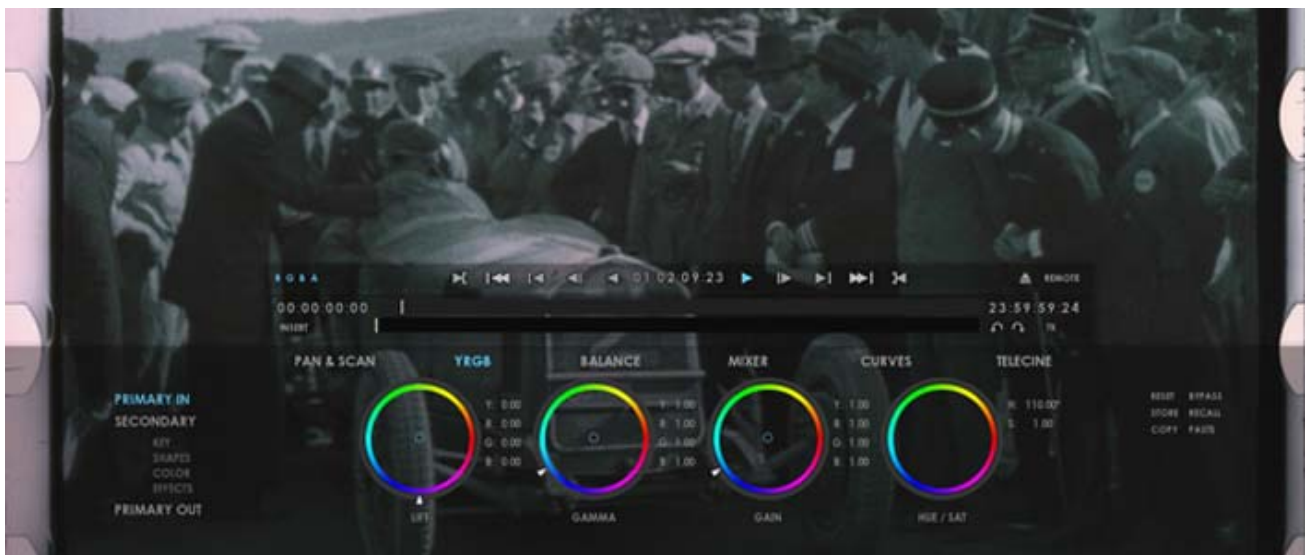 RGBA 01:02:09:23 REMOTE
00:00:00:00 23:59:59:24
INSERT TK
PAN & SCAN YRGB BALANCE MIXER CURVES TELECINE
PRIMARY IN
SECONDARY
KEY
SHAPES
COLOR
EFFECTS
PRIMARY OUT
Y: 0.00
R: 0.00
G: 0.00
B: 0.00
LIFT
Y: 1.00
R: 1.00
G: 1.00
B: 1.00
GAMMA
Y: 1.00
R: 1.00
G: 1.00
B: 1.00
GAIN
H: 110.00°
S: 1.00
HUE / SAT
RESET BYPASS
STORE RECALL
COPY PASTE